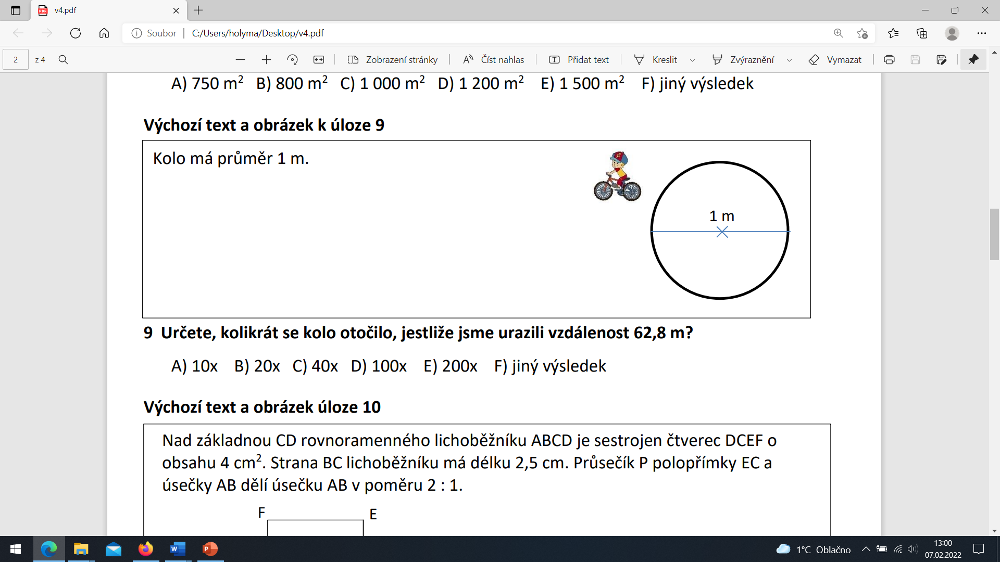 v4.pdf
Soubor | C:/Users/holyma/Desktop/v4.pdf
2 z 4 Zobrazení stránky Číst nahlas Přidat text Kreslit Zvýraznění Vymazat
A) 750 m² B) 800 m² C) 1 000 m² D) 1 200 m² E) 1 500 m² F) jiný výsledek
Výchozí text a obrázek k úloze 9
Kolo má průměr 1 m.
1 m
9 Určete, kolikrát se kolo otočilo, jestliže jsme urazili vzdálenost 62,8 m?
A) 10x B) 20x C) 40x D) 100x E) 200x F) jiný výsledek
Výchozí text a obrázek úloze 10
Nad základnou CD rovnoramenného lichoběžníku ABCD je sestrojen čtverec DCEF o
obsahu 4 cm². Strana BC lichoběžníku má délku 2,5 cm. Průsečík P polopřímky EC a
úsečky AB dělí úsečku AB v poměru 2 : 1.
F E
1°C Oblačno
13:00
07.02.2022